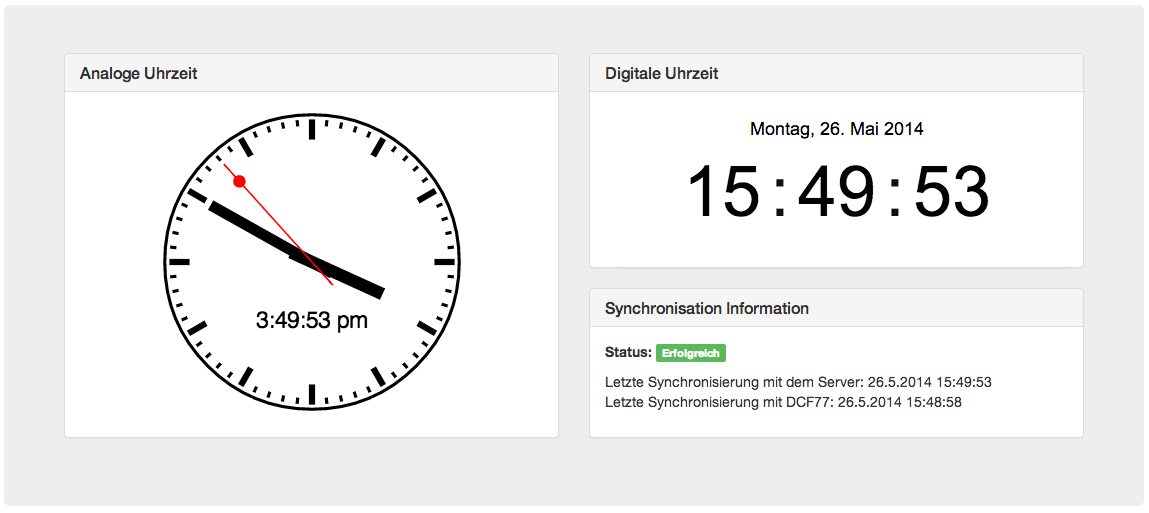 Analoge Uhrzeit
3:49:53 pm
Digitale Uhrzeit
Montag, 26. Mai 2014
15:49:53
Synchronisation Information
Status: Erfolgreich
Letzte Synchronisierung mit dem Server: 26.5.2014 15:49:53
Letzte Synchronisierung mit DCF77: 26.5.2014 15:48:58